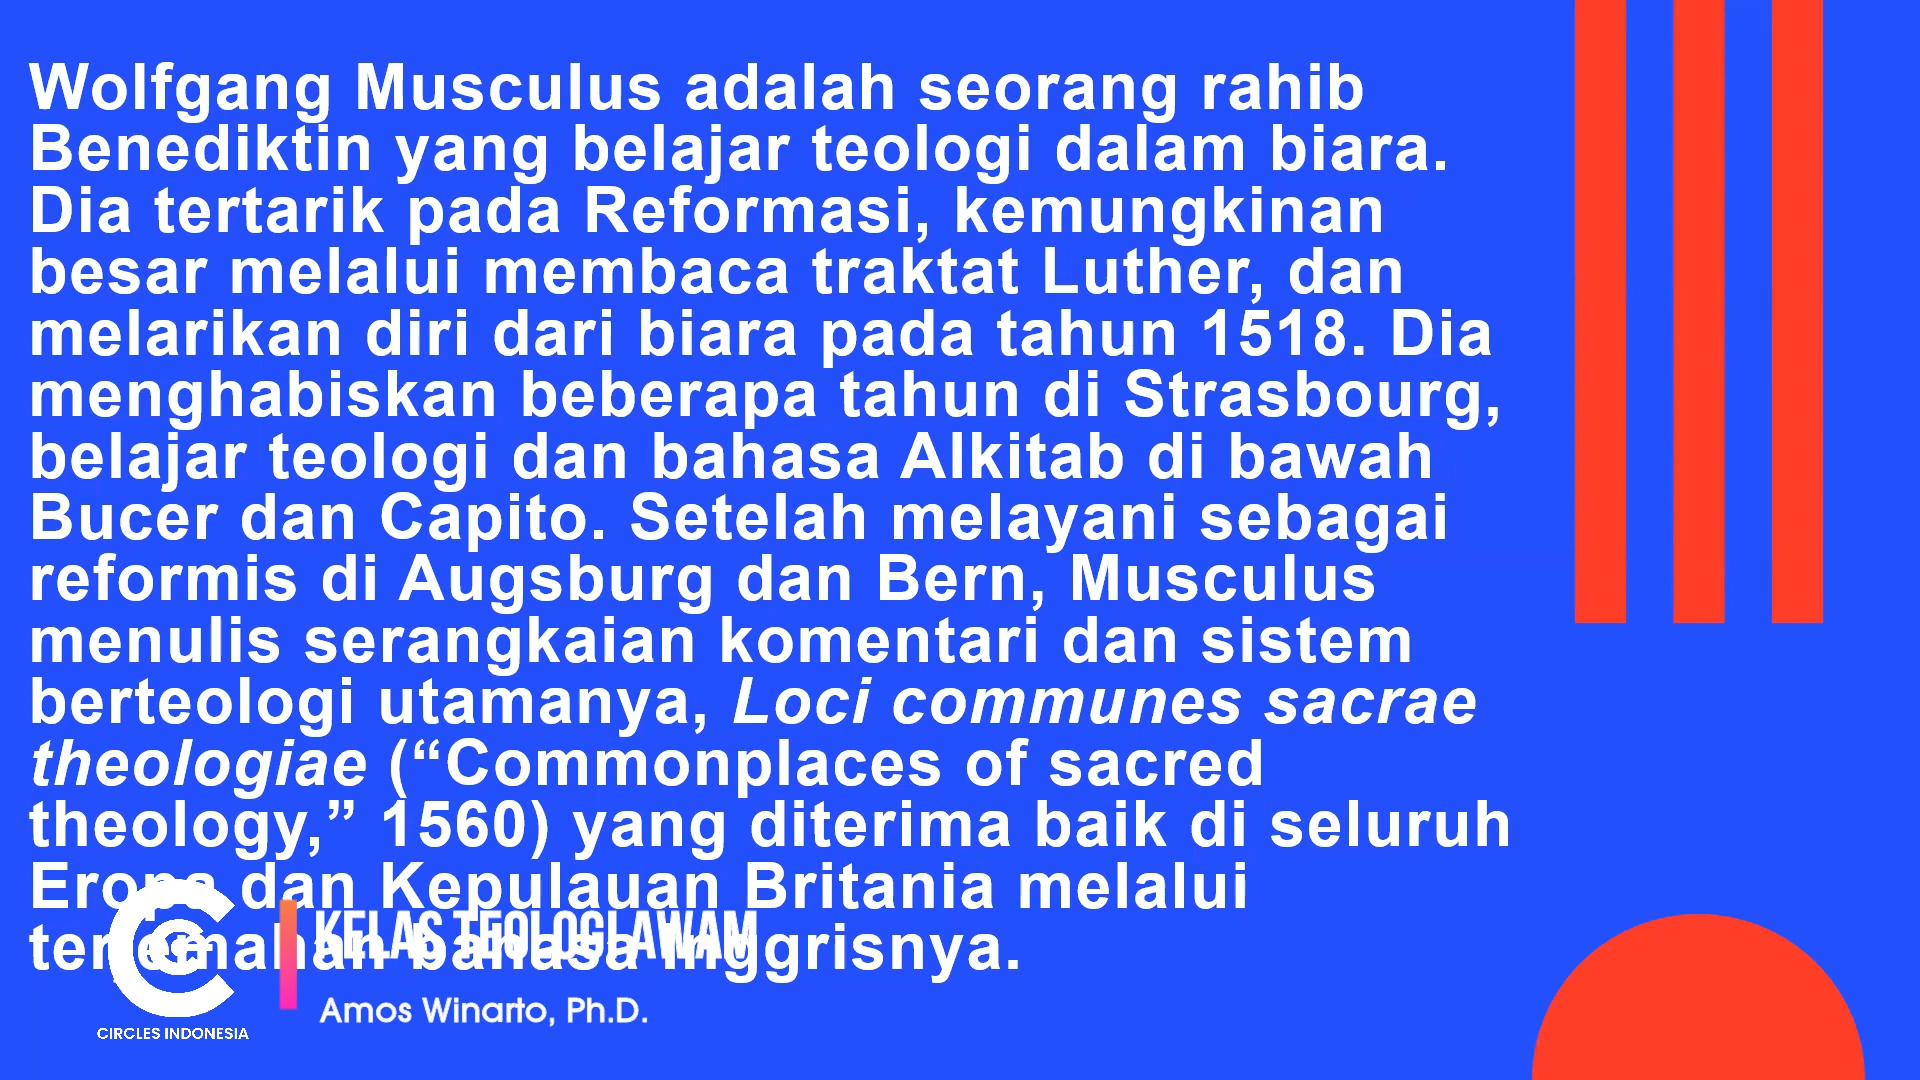 Wolfgang Musculus adalah seorang rahib
Benediktin yang belajar teologi dalam biara.
Dia tertarik pada Reformasi, kemungkinan
besar melalui membaca traktat Luther, dan
melarikan diri dari biara pada tahun 1518. Dia
menghabiskan beberapa tahun di Strasbourg,
belajar teologi dan bahasa Alkitab di bawah
Bucer dan Capito. Setelah melayani sebagai
reformis di Augsburg dan Bern, Musculus
menulis serangkaian komentari dan sistem
berteologi utamanya, Loci communes sacrae
theologiae (“Commonplaces of sacred
theology,” 1560) yang diterima baik di seluruh
Eropa dan Kepulauan Britania melalui
terjemahan bahasa Inggrisnya.
KELAS TEOLOGI AWAM
Amos Winarto, Ph.D.
CIRCLES INDONESIA